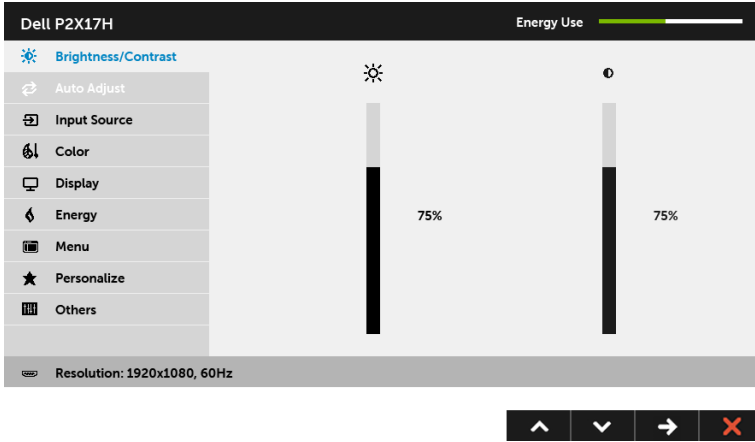 Dell P2X17H
Energy Use
Brightness/Contrast
Auto Adjust
Input Source
Color
Display
Energy
75%
75%
Menu
Personalize
Others
Resolution: 1920x1080, 60Hz